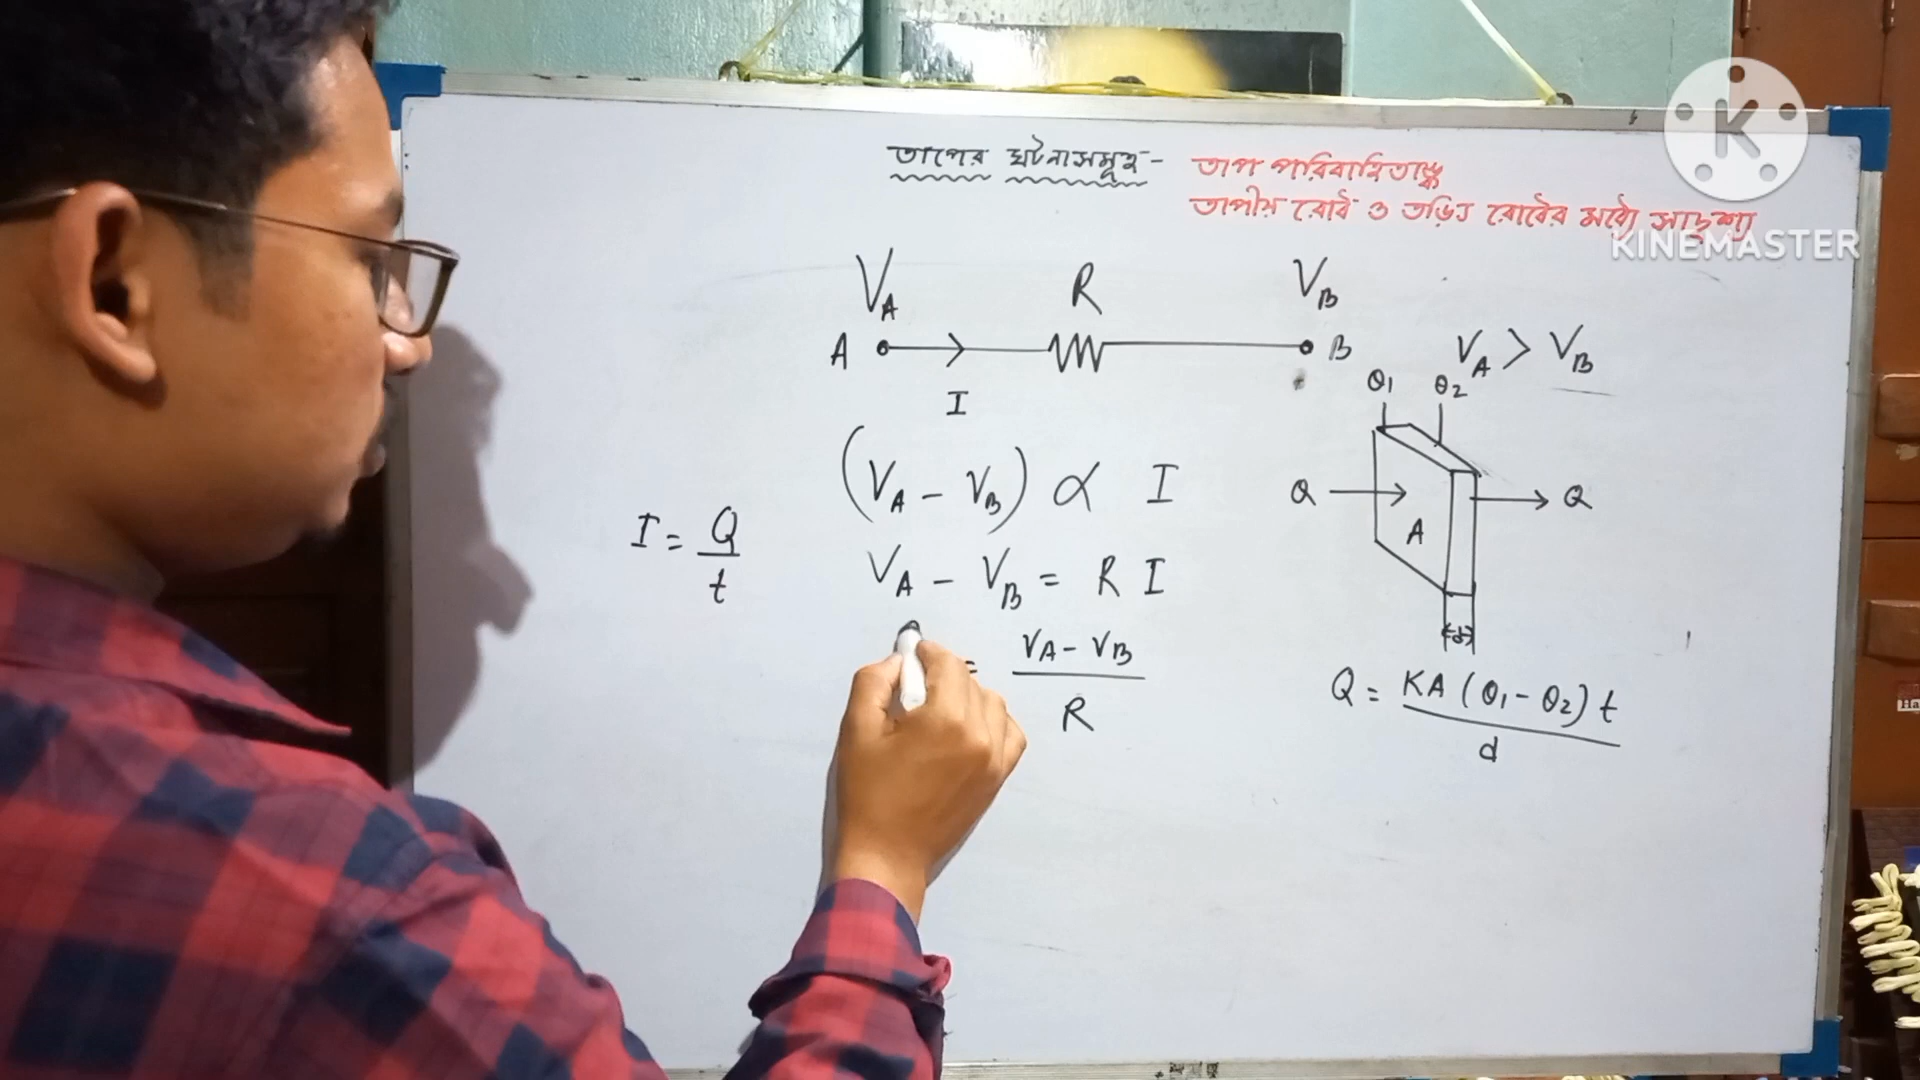 তাপের ঘটনাসমূহ - তাপ পরিবাহিতাঙ্ক
তাপীয় রোধ ও তড়িৎ রোধের মধ্যে সাদৃশ্য
K
KINEMASTER
V_A R V_B
A B V_A > V_B
I
θ1 θ2
(V_A - V_B) ∝ I
Q Q
A
I = Q/t
V_A - V_B = R I
d
= (V_A - V_B)/R
Q = KA(θ1 - θ2)t/d
Ha